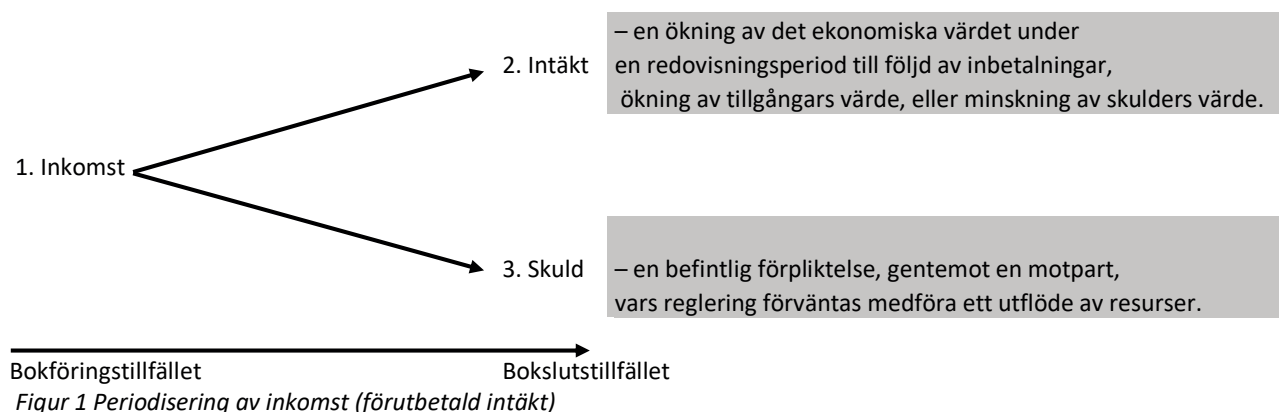 – en ökning av det ekonomiska värdet under
2. Intäkt
en redovisningsperiod till följd av inbetalningar,
ökning av tillgångars värde, eller minskning av skulders värde.
1. Inkomst
3. Skuld
– en befintlig förpliktelse, gentemot en motpart,
vars reglering förväntas medföra ett utflöde av resurser.
Bokföringstillfället
Bokslutstillfället
Figur 1 Periodisering av inkomst (förutbetald intäkt)